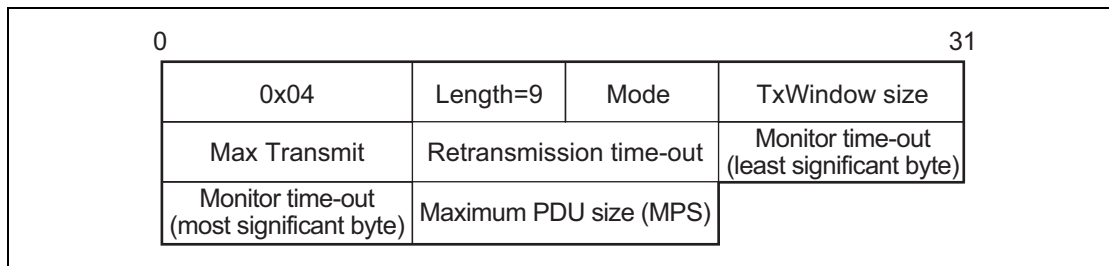 0 31
0x04 Length=9 Mode TxWindow size
Max Transmit Retransmission time-out Monitor time-out
(least significant byte)
Monitor time-out
(most significant byte) Maximum PDU size (MPS)